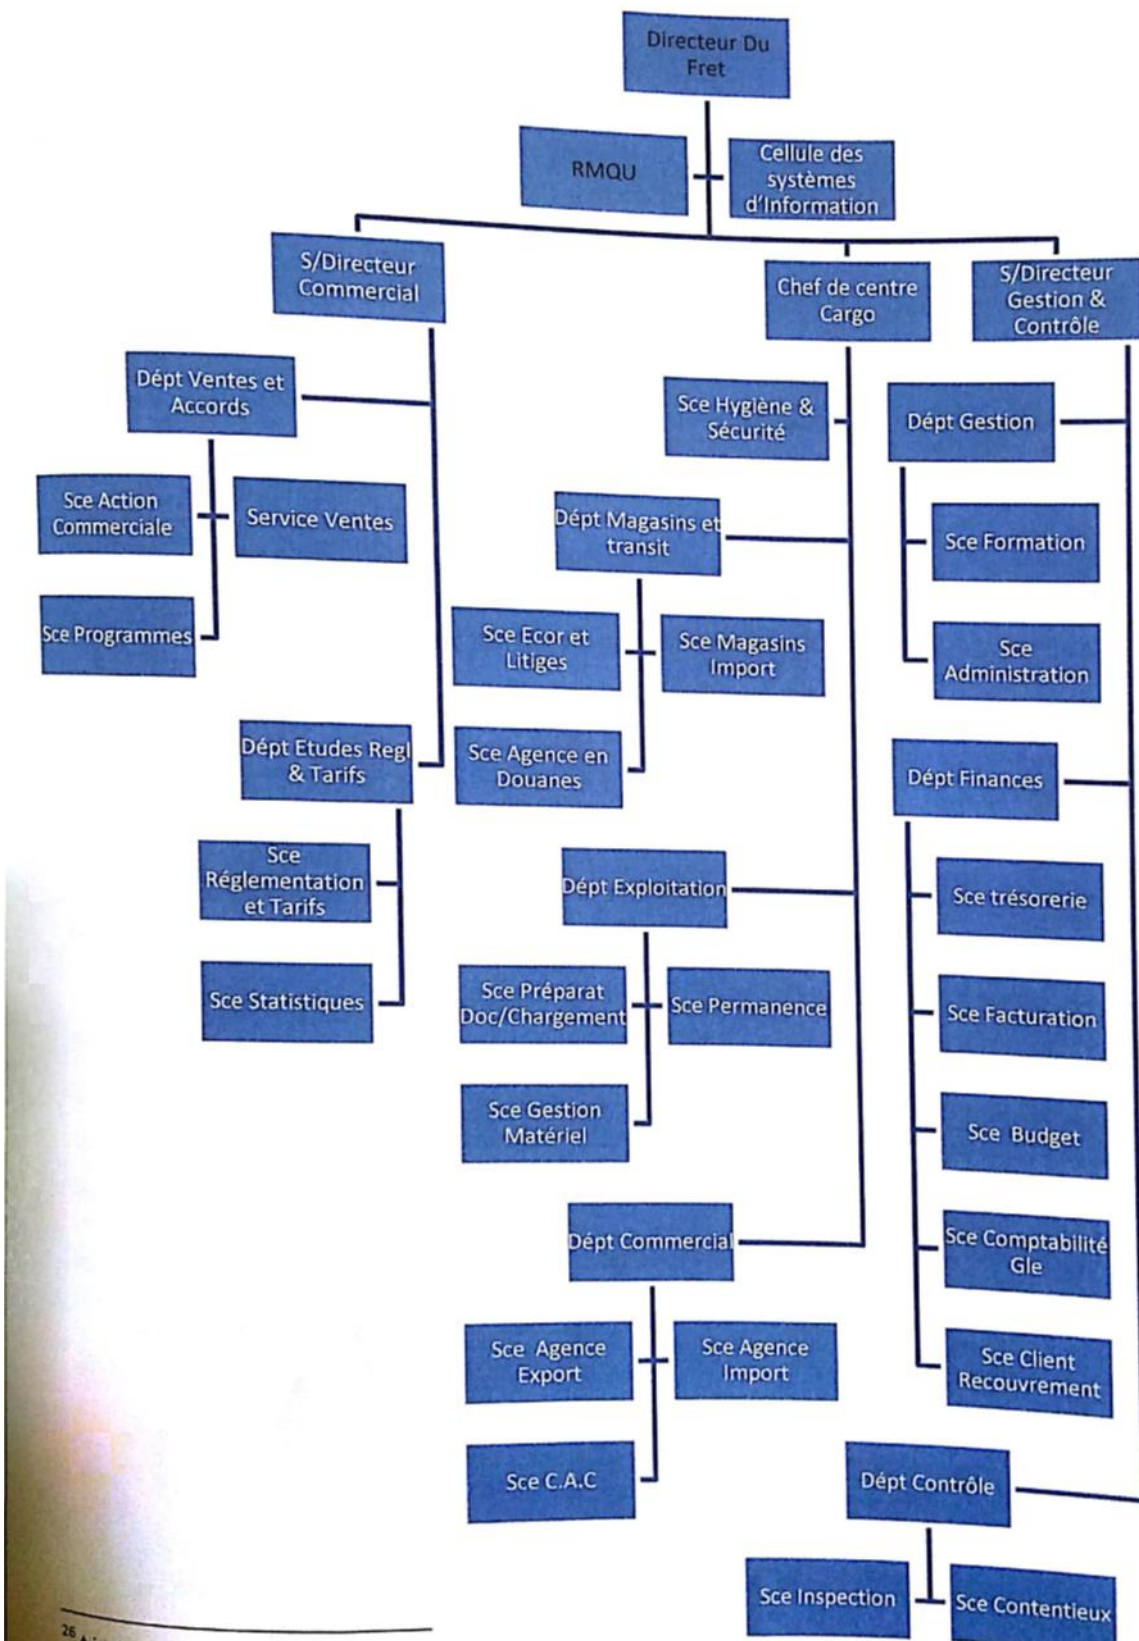 Directeur Du
Fret
RMQU
Cellule des
systèmes
d'Information
S/Directeur
Commercial
Chef de centre
Cargo
S/Directeur
Gestion &
Contrôle
Dépt Ventes et
Accords
Sce Action
Commerciale
Service Ventes
Sce Programmes
Dépt Etudes Regl
& Tarifs
Sce
Réglementation
et Tarifs
Sce Statistiques
Sce Hygiène &
Sécurité
Dépt Magasins et
transit
Sce Ecor et
Litiges
Sce Magasins
Import
Sce Agence en
Douanes
Dépt Exploitation
Sce Préparat
Doc/Chargement
Sce Permanence
Sce Gestion
Matériel
Dépt Commercial
Sce Agence
Export
Sce Agence
Import
Sce C.A.C
Dépt Gestion
Sce Formation
Sce
Administration
Dépt Finances
Sce trésorerie
Sce Facturation
Sce Budget
Sce Comptabilité
Gle
Sce Client
Recouvrement
Dépt Contrôle
Sce Inspection
Sce Contentieux
26